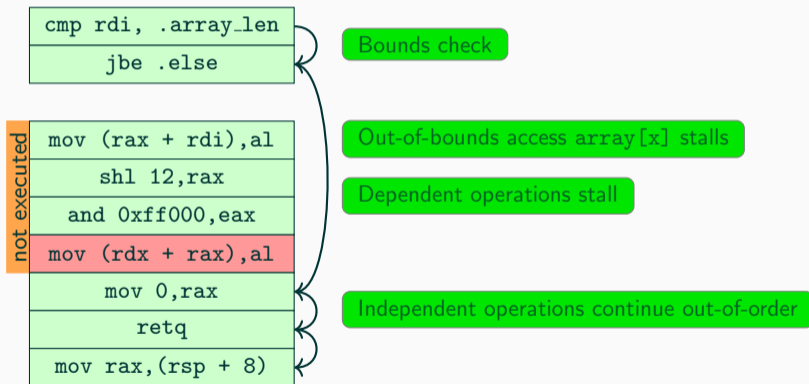 cmp rdi, .array_len
Bounds check
jbe .else
not executed
mov (rax + rdi),al
Out-of-bounds access array[x] stalls
shl 12,rax
Dependent operations stall
and 0xff000,eax
mov (rdx + rax),al
mov 0,rax
Independent operations continue out-of-order
retq
mov rax,(rsp + 8)